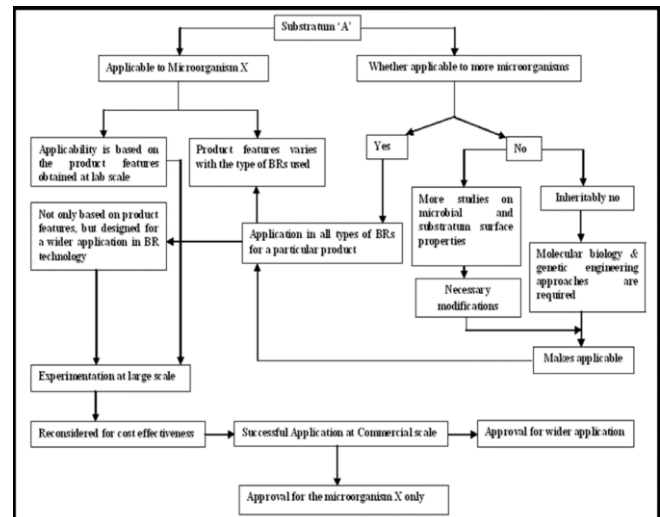 Substratum ‘A’
Applicable to Microorganism X
Whether applicable to more microorganisms
Applicability is based on
the product features
obtained at lab scale
Product features varies
with the type of BRs used
Yes
No
More studies on
microbial and
substratum surface
properties
Inheritably no
Not only based on product
features, but designed for
a wider application in BR
technology
Application in all types of BRs
for a particular product
Molecular biology &
genetic engineering
approaches are
required
Necessary
modifications
Makes applicable
Experimentation at large scale
Reconsidered for cost effectiveness
Successful Application at Commercial scale
Approval for wider application
Approval for the microorganism X only